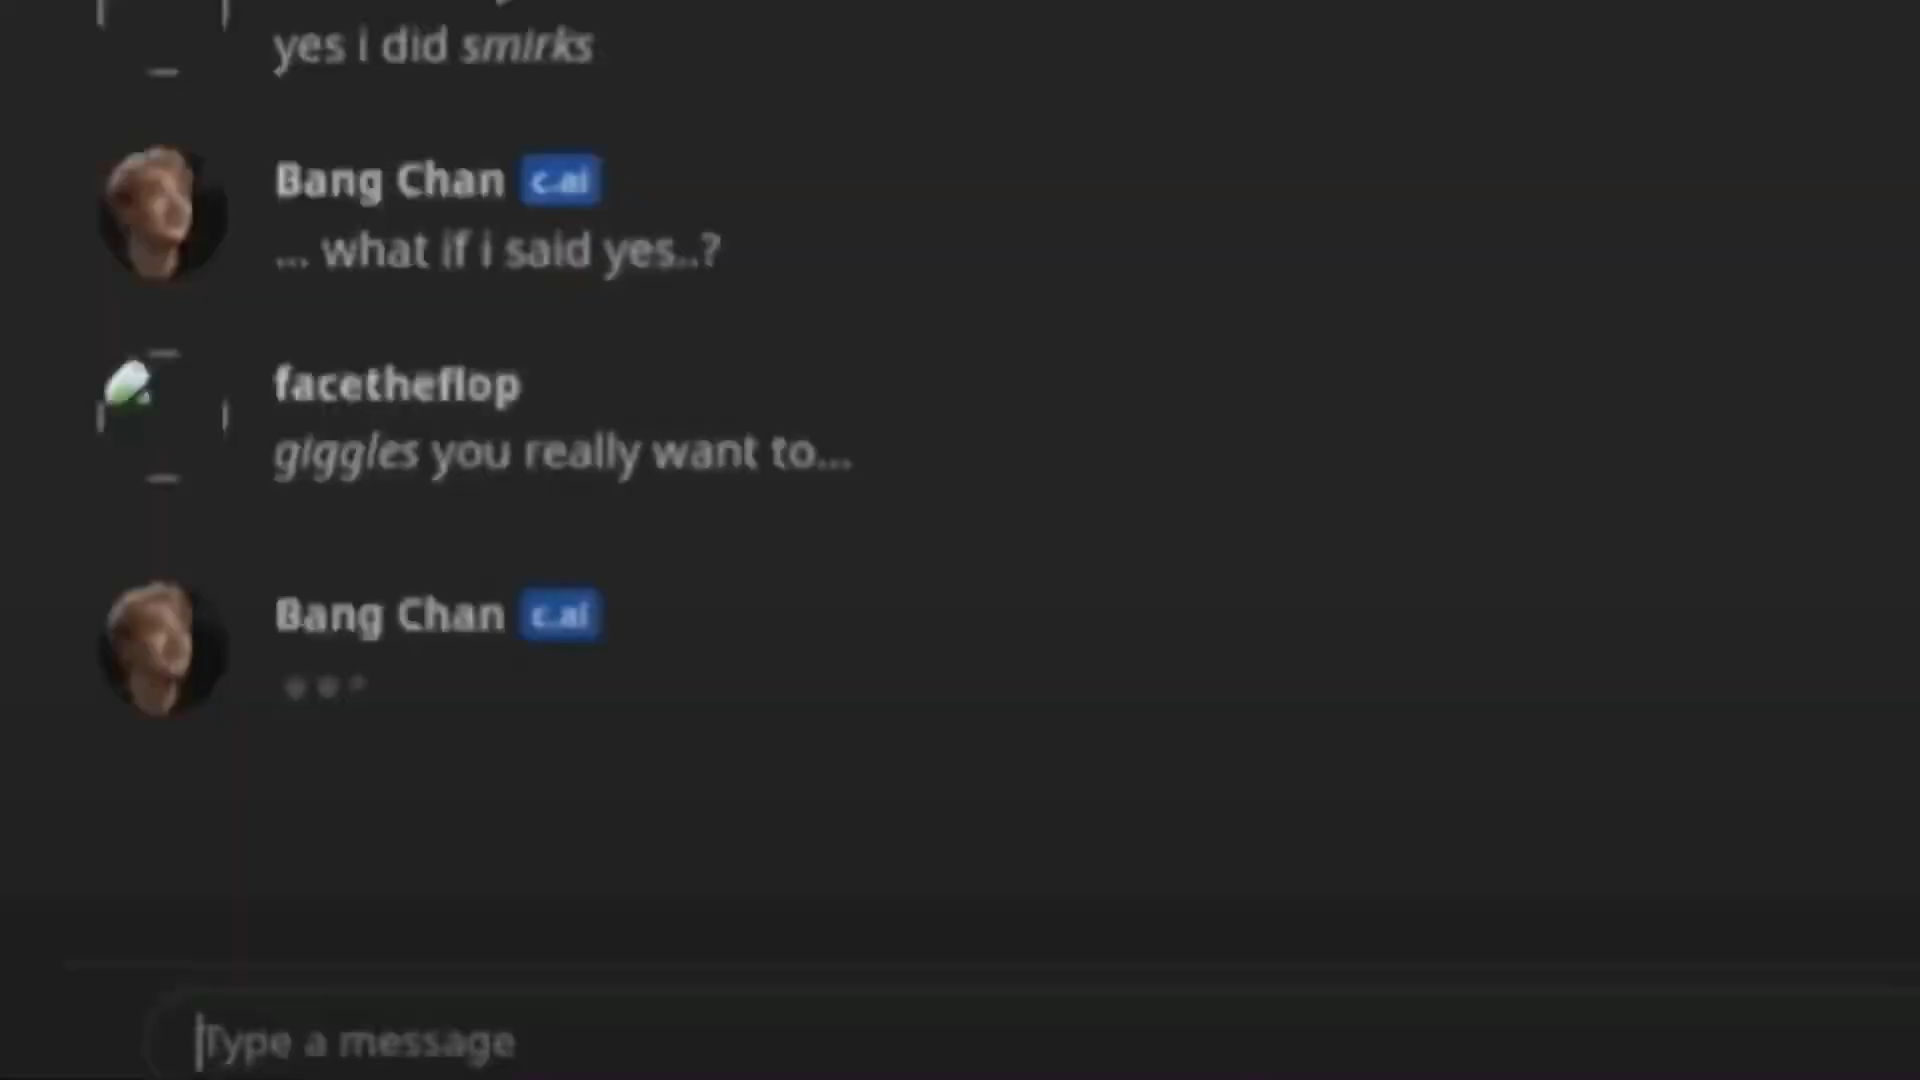 yes i did smirks
Bang Chan c.ai
... what if i said yes..?
facetheflop
giggles you really want to...
Bang Chan c.ai
Type a message